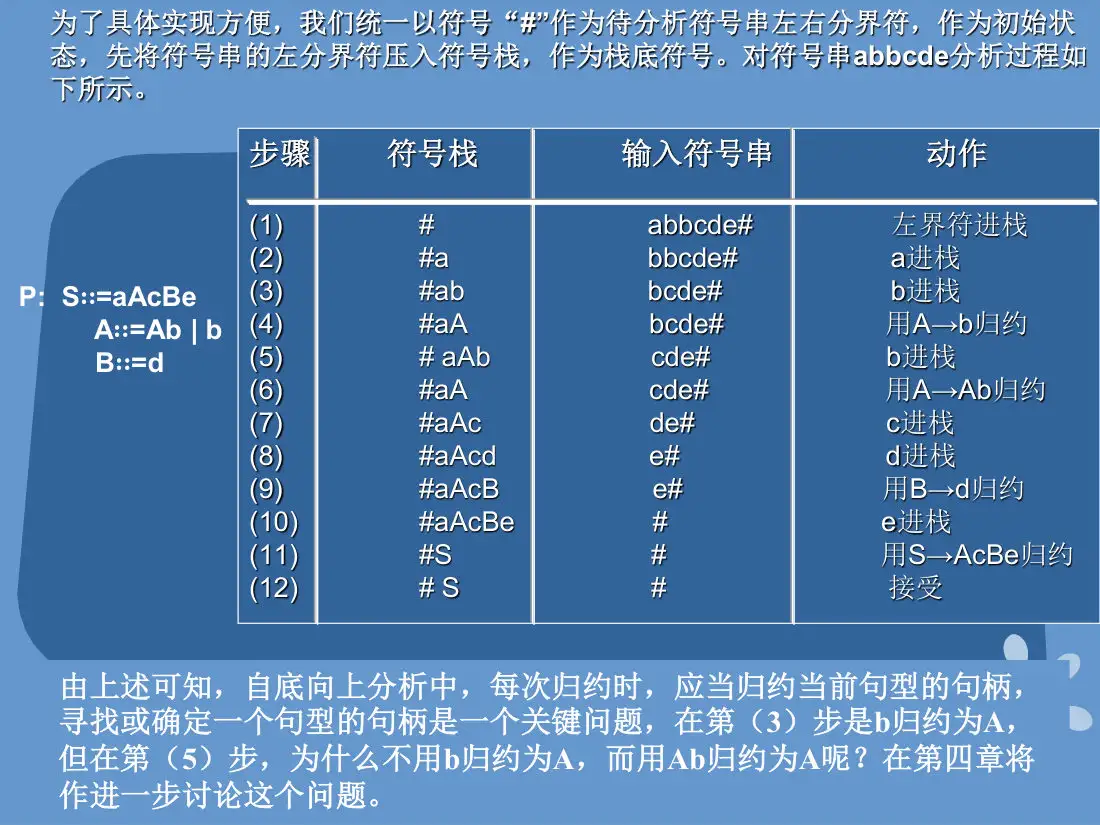 为了具体实现方便，我们统一以符号“#”作为待分析符号串左右分界符，作为初始状
态，先将符号串的左分界符压入符号栈，作为栈底符号。对符号串abbcde分析过程如
下所示。
步骤 符号栈 输入符号串 动作
(1) # abbcde# 左界符进栈
(2) #a bbcde# a进栈
(3) #ab bcde# b进栈
(4) #aA bcde# 用A→b归约
(5) # aAb cde# b进栈
(6) #aA cde# 用A→Ab归约
(7) #aAc de# c进栈
(8) #aAcd e# d进栈
(9) #aAcB e# 用B→d归约
(10) #aAcBe # e进栈
(11) #S # 用S→AcBe归约
(12) # S # 接受
P: S::=aAcBe
A::=Ab | b
B::=d
由上述可知，自底向上分析中，每次归约时，应当归约当前句型的句柄，
寻找或确定一个句型的句柄是一个关键问题，在第（3）步是b归约为A，
但在第（5）步，为什么不用b归约为A，而用Ab归约为A呢？在第四章将
作进一步讨论这个问题。